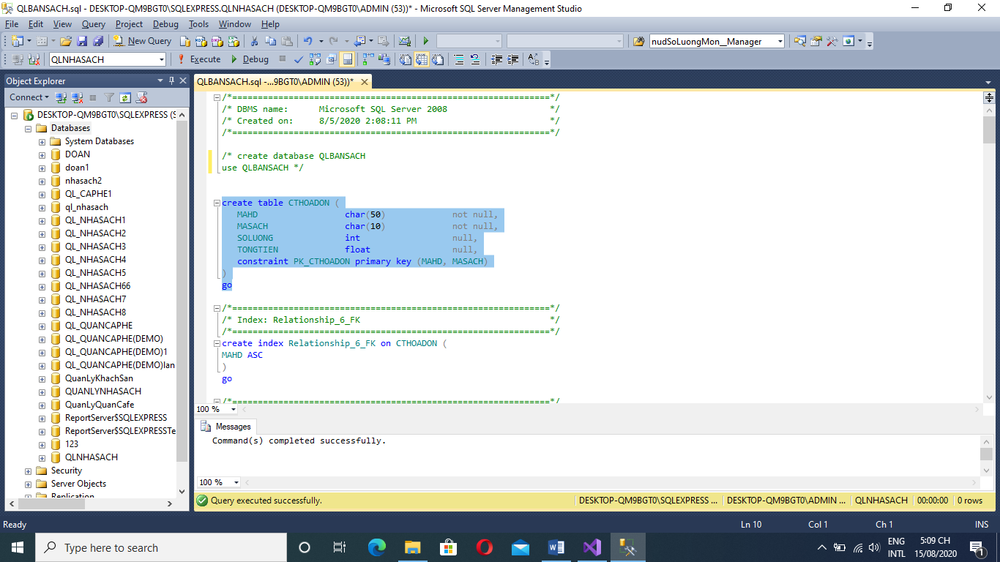 QLBANSACH.sql - DESKTOP-QM9BGT0\SQLEXPRESS.QLNHASACH (DESKTOP-QM9BGT0\ADMIN (53))* - Microsoft SQL Server Management Studio
File Edit View Query Project Debug Tools Window Help
New Query nudSoLuongMon__Manager
QLNHASACH Execute Debug
Object Explorer
Connect
DESKTOP-QM9BGT0\SQLEXPRESS (S
Databases
System Databases
DOAN
doan1
nhasach2
QL_CAPHE1
ql_nhasach
QL_NHASACH1
QL_NHASACH2
QL_NHASACH3
QL_NHASACH4
QL_NHASACH5
QL_NHASACH66
QL_NHASACH7
QL_NHASACH8
QL_QUANCAPHE
QL_QUANCAPHE(DEMO)
QL_QUANCAPHE(DEMO)1
QL_QUANCAPHE(DEMO)lan
QuanLyKhachSan
QUANLYNHASACH
QuanLyQuanCafe
ReportServer$SQLEXPRESS
ReportServer$SQLEXPRESSTe
123
QLNHASACH
Security
Server Objects
Replication
QLBANSACH.sql -...9BGT0\ADMIN (53))*
/*==============================================================*/
/* DBMS name:      Microsoft SQL Server 2008                    */
/* Created on:     8/5/2020 2:08:11 PM                          */
/*==============================================================*/
/* create database QLBANSACH
use QLBANSACH */
create table CTHOADON (
MAHD                 char(50)             not null,
MASACH               char(10)             not null,
SOLUONG              int                  null,
TONGTIEN             float                null,
constraint PK_CTHOADON primary key (MAHD, MASACH)
)
go
/*==============================================================*/
/* Index: Relationship_6_FK                                     */
/*==============================================================*/
create index Relationship_6_FK on CTHOADON (
MAHD ASC
)
go
/*==============================================================*/
100 %
Messages
Command(s) completed successfully.
100 %
Query executed successfully. DESKTOP-QM9BGT0\SQLEXPRESS ... DESKTOP-QM9BGT0\ADMIN ... QLNHASACH 00:00:00 0 rows
Ready Ln 10 Col 1 Ch 1 INS
Type here to search
ENG
INTL
5:09 CH
15/08/2020
1